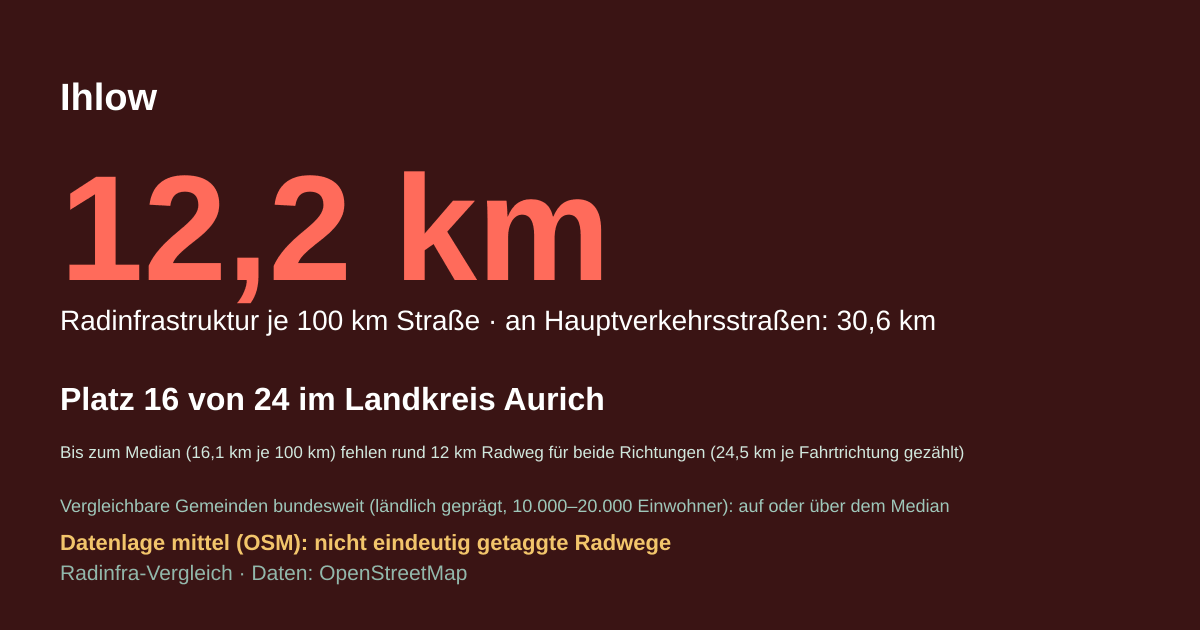 Ihlow
12,2 km
Radinfrastruktur je 100 km Straße · an Hauptverkehrsstraßen: 30,6 km
Platz 16 von 24 im Landkreis Aurich
Bis zum Median (16,1 km je 100 km) fehlen rund 12 km Radweg für beide Richtungen (24,5 km je Fahrtrichtung gezählt)
Vergleichbare Gemeinden bundesweit (ländlich geprägt, 10.000–20.000 Einwohner): auf oder über dem Median
Datenlage mittel (OSM): nicht eindeutig getaggte Radwege
Radinfra-Vergleich · Daten: OpenStreetMap